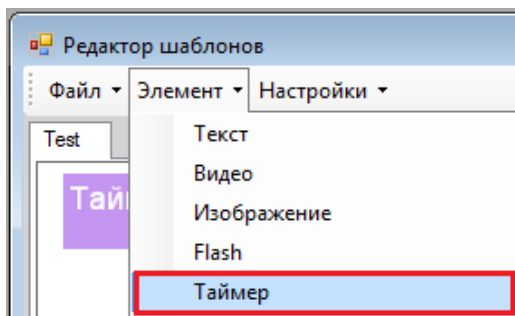 Редактор шаблонов
Файл Элемент Настройки
Test
Текст
Видео
Изображение
Flash
Таймер